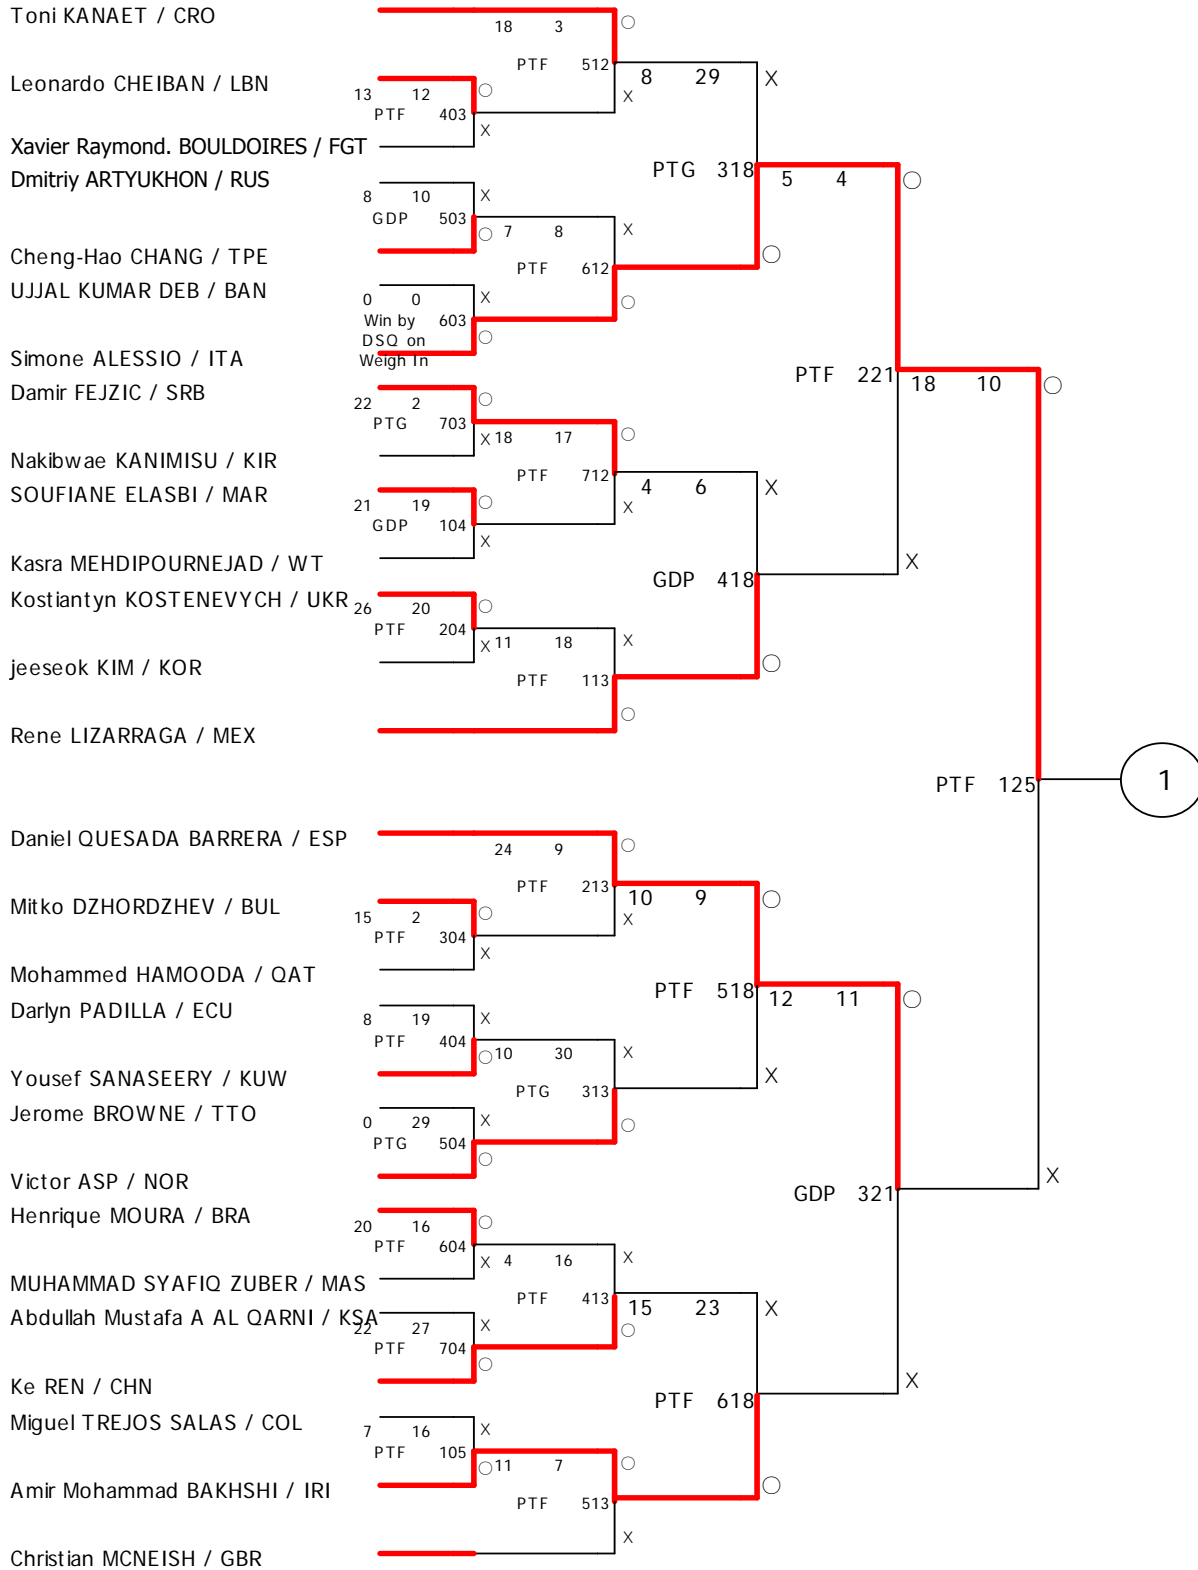 Toni KANAET / CRO
18 3
PTF 512
Leonardo CHEIBAN / LBN
13 12
PTF 403
X
X
8 29
X
Xavier Raymond. BOULDOIRES / FGT
Dmitriy ARTYUKHON / RUS
8 10
GDP 503
X
PTG 318
5 4
Cheng-Hao CHANG / TPE
7 8
PTF 612
X
UJJAL KUMAR DEB / BAN
0 0
Win by 603
DSQ on
Weigh In
X
Simone ALESSIO / ITA
PTF 221
18 10
Damir FEJZIC / SRB
22 2
PTG 703
X
18 17
PTF 712
Nakibwae KANIMISU / KIR
SOUFIANE ELASBI / MAR
21 19
GDP 104
X
X
4 6
X
Kasra MEHDIPOURNEJAD / WT
GDP 418
X
Kostiantyn KOSTENEVYCH / UKR
26 20
PTF 204
X
11 18
PTF 113
X
jeeseok KIM / KOR
Rene LIZARRAGA / MEX
PTF 125
1
Daniel QUESADA BARRERA / ESP
24 9
PTF 213
Mitko DZHORDZHEV / BUL
15 2
PTF 304
X
X
10 9
Mohammed HAMOODA / QAT
PTF 518
12 11
Darlyn PADILLA / ECU
8 19
PTF 404
X
10 30
PTG 313
X
X
Yousef SANASEERY / KUW
Jerome BROWNE / TTO
0 29
PTG 504
X
Victor ASP / NOR
GDP 321
X
Henrique MOURA / BRA
20 16
PTF 604
X
4 16
PTF 413
X
MUHAMMAD SYAFIQ ZUBER / MAS
15 23
X
Abdullah Mustafa A AL QARNI / KSA
22 27
PTF 704
X
Ke REN / CHN
PTF 618
X
Miguel TREJOS SALAS / COL
7 16
PTF 105
X
11 7
PTF 513
Amir Mohammad BAKHSHI / IRI
X
Christian MCNEISH / GBR